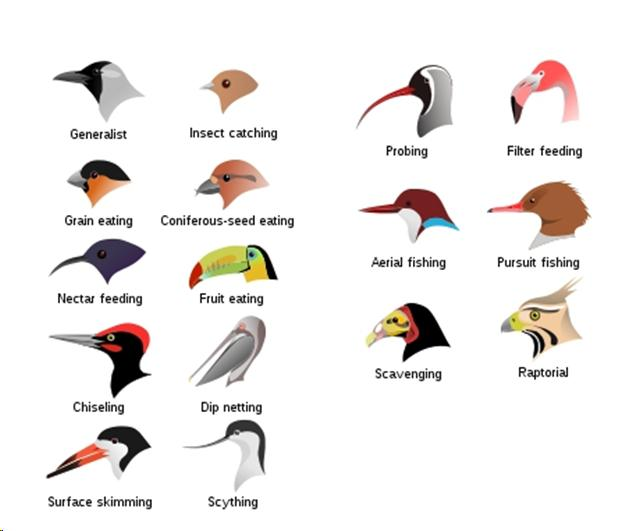 Generalist
Insect catching
Probing
Filter feeding
Grain eating
Coniferous-seed eating
Aerial fishing
Pursuit fishing
Nectar feeding
Fruit eating
Scavenging
Raptorial
Chiseling
Dip netting
Surface skimming
Scything